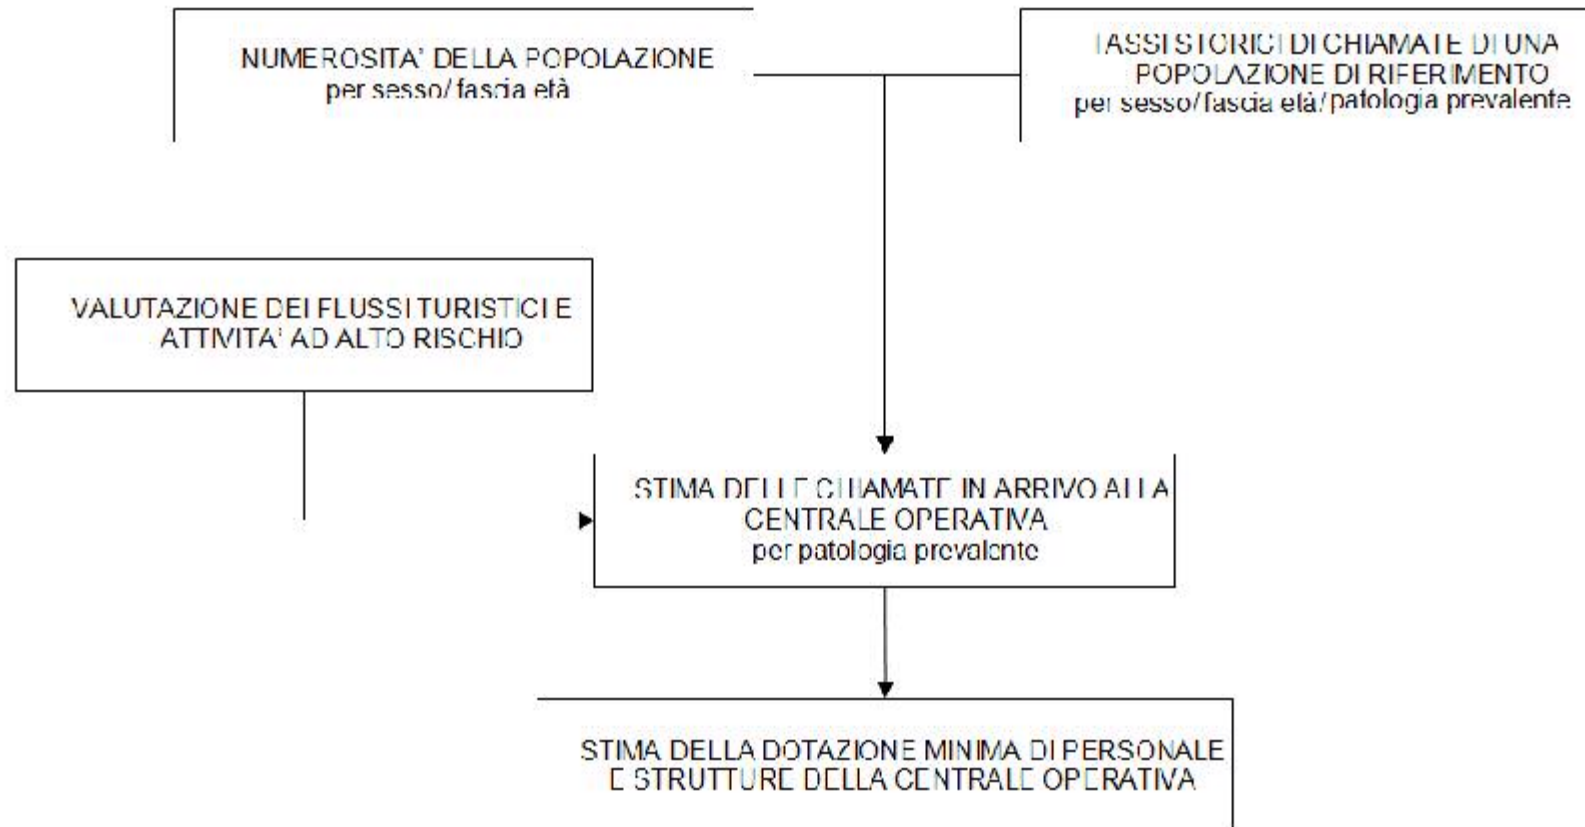 NUMEROSITA' DELLA POPOLAZIONE
per sesso/ fascia età
TASSI STORICI DI CHIAMATE DI UNA
POPOLAZIONE DI RIFERIMENTO
per sesso/fascia età/patologia prevalente
VALUTAZIONE DEI FLUSSI TURISTICI E
ATTIVITA' AD ALTO RISCHIO
STIMA DELLE CHIAMATE IN ARRIVO ALLA
CENTRALE OPERATIVA
per patologia prevalente
STIMA DELLA DOTAZIONE MINIMA DI PERSONALE
E STRUTTURE DELLA CENTRALE OPERATIVA